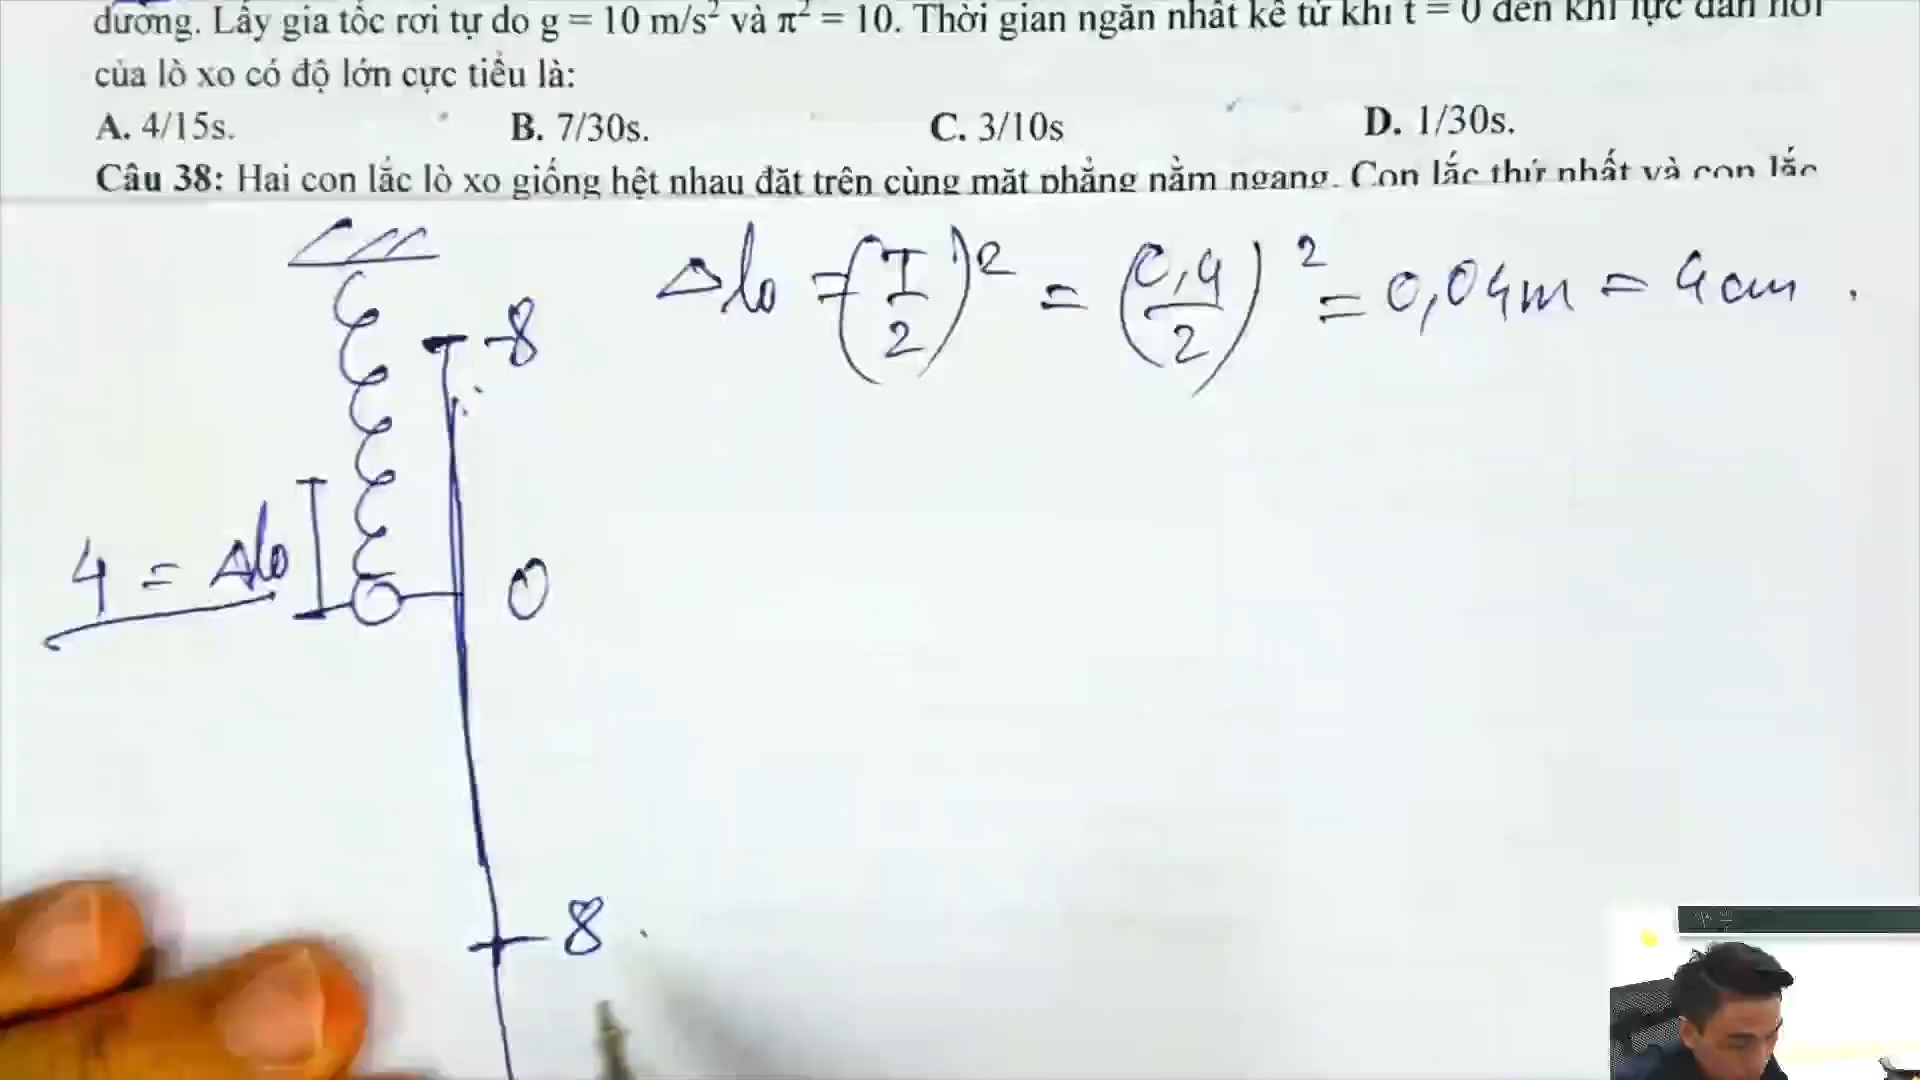 dương. Lấy gia tốc rơi tự do g = 10 m/s² và π² = 10. Thời gian ngắn nhất kể từ khi t = 0 đến khi lực đàn hồi
của lò xo có độ lớn cực tiểu là:
A. 4/15s. B. 7/30s. C. 3/10s D. 1/30s.
Câu 38: Hai con lắc lò xo giống hệt nhau đặt trên cùng mặt phẳng nằm ngang. Con lắc thứ nhất và con lắc
Δl₀ = (T/2)² = (0,4/2)² = 0,04m = 4cm.
-8
4 = Δl₀
O
8